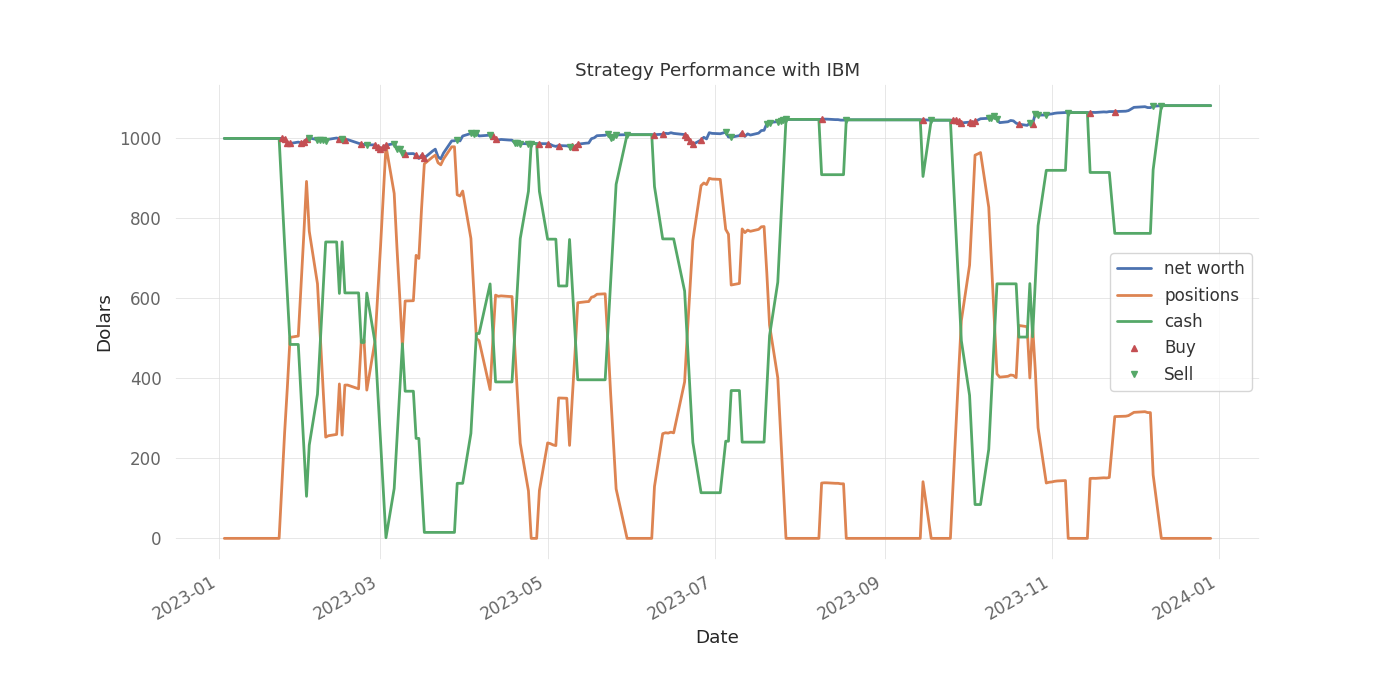 Strategy Performance with IBM
Dolars
1000
800
600
400
200
0
net worth
positions
cash
Buy
Sell
2023-01
2023-03
2023-05
2023-07
2023-09
2023-11
2024-01
Date